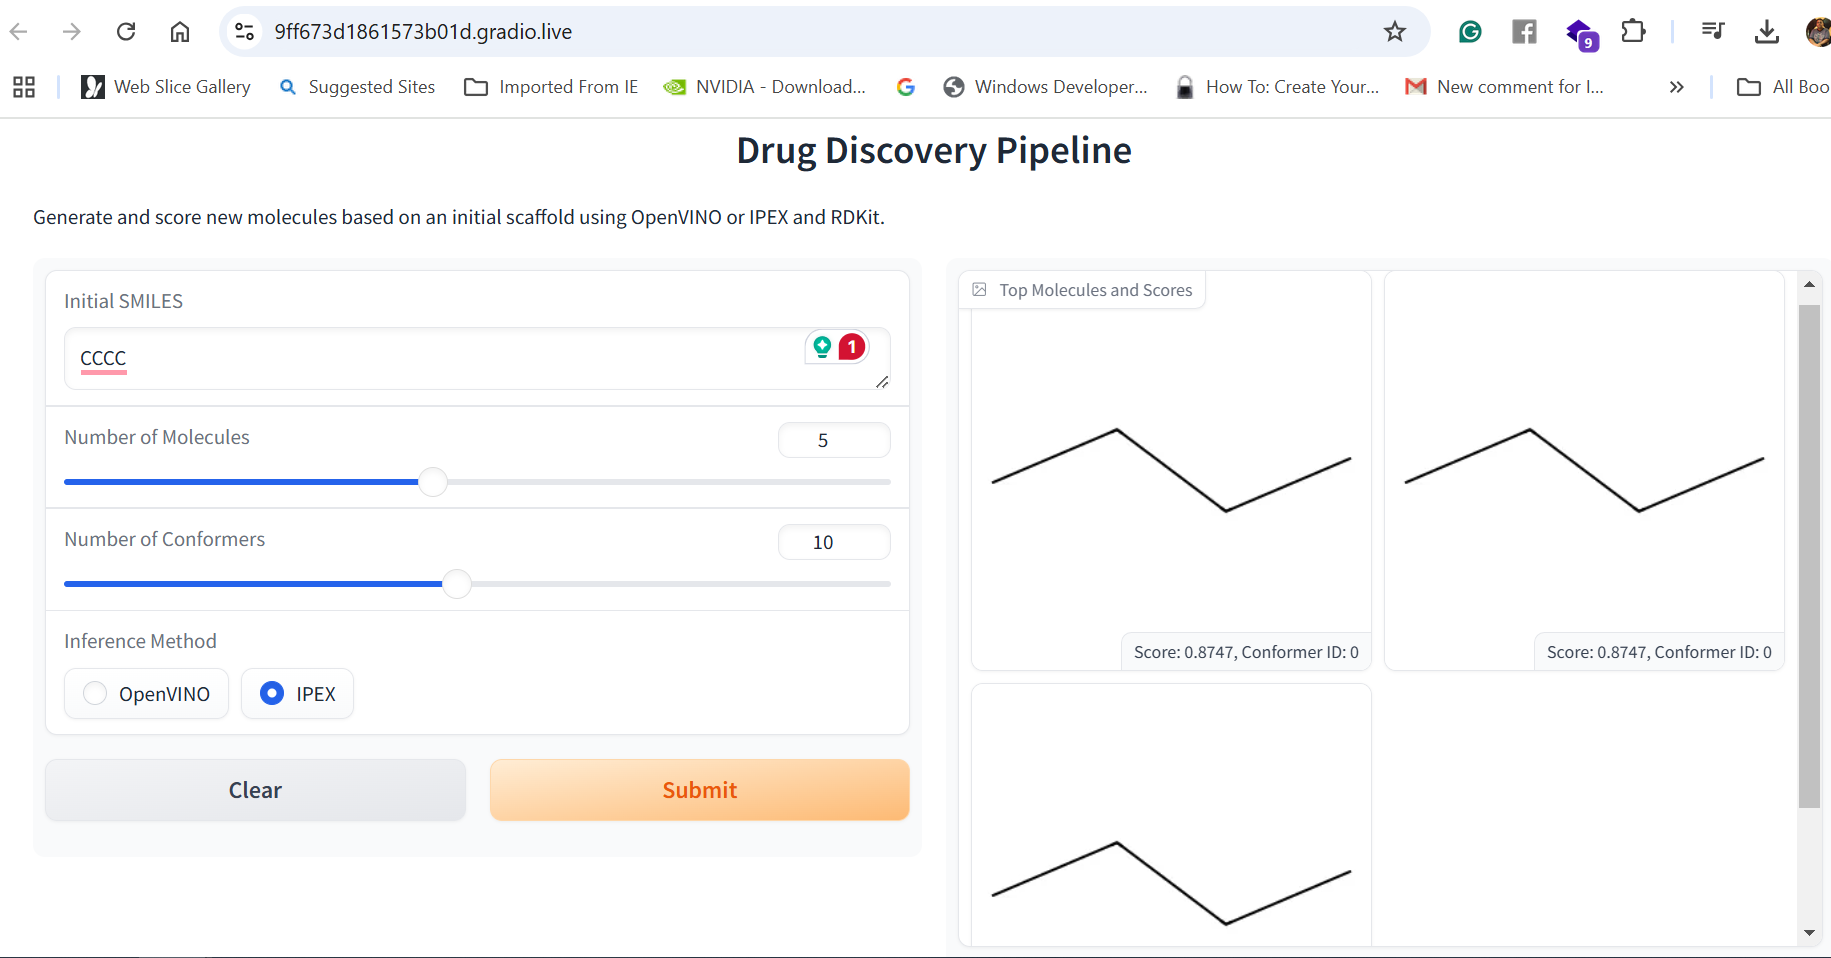 9ff673d1861573b01d.gradio.live
9
Web Slice Gallery
Suggested Sites
Imported From IE
NVIDIA - Download...
Windows Developer...
How To: Create Your...
New comment for I...
All Boo
Drug Discovery Pipeline
Generate and score new molecules based on an initial scaffold using OpenVINO or IPEX and RDKit.
Initial SMILES
CCCC
1
Number of Molecules
5
Number of Conformers
10
Inference Method
OpenVINO
IPEX
Clear
Submit
Top Molecules and Scores
Score: 0.8747, Conformer ID: 0
Score: 0.8747, Conformer ID: 0